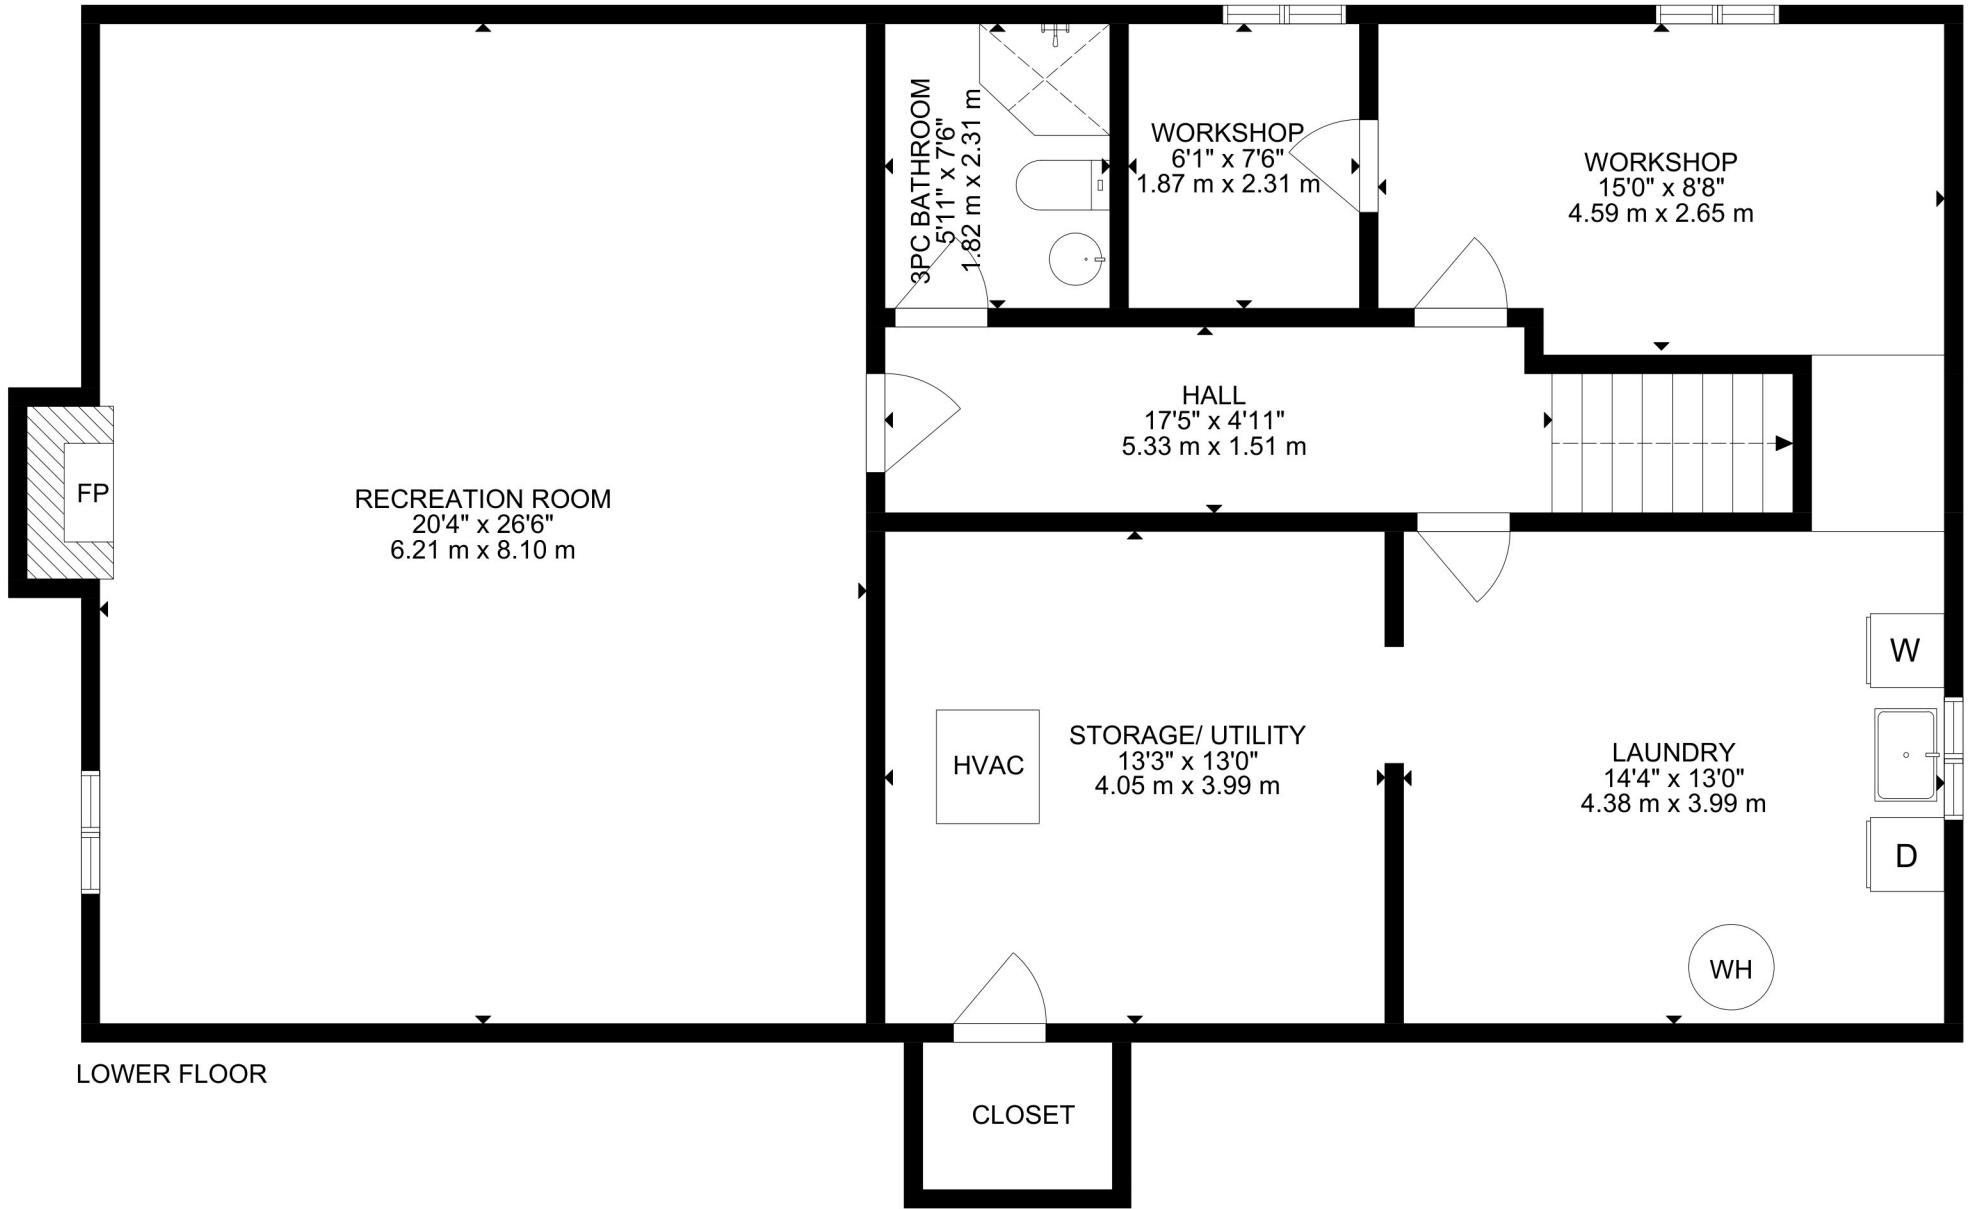 3PC BATHROOM
5'11" x 7'6"
1.82 m x 2.31 m
WORKSHOP
6'1" x 7'6"
1.87 m x 2.31 m
WORKSHOP
15'0" x 8'8"
4.59 m x 2.65 m
HALL
17'5" x 4'11"
5.33 m x 1.51 m
FP
RECREATION ROOM
20'4" x 26'6"
6.21 m x 8.10 m
HVAC
STORAGE/ UTILITY
13'3" x 13'0"
4.05 m x 3.99 m
LAUNDRY
14'4" x 13'0"
4.38 m x 3.99 m
W
D
WH
LOWER FLOOR
CLOSET